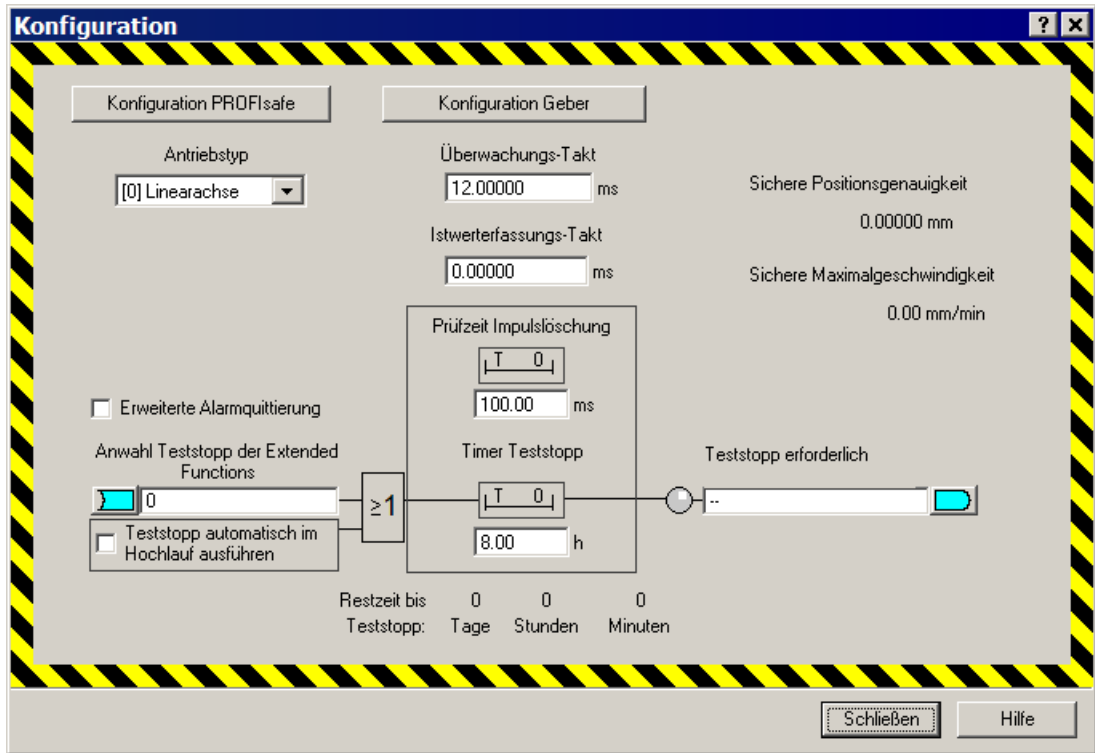 Konfiguration
Konfiguration PROFIsafe
Konfiguration Geber
Antriebstyp
[0] Linearachse
Überwachungs-Takt
12.00000 ms
Sichere Positionsgenauigkeit
0.00000 mm
Istwerterfassungs-Takt
0.00000 ms
Sichere Maximalgeschwindigkeit
0.00 mm/min
Prüfzeit Impulslöschung
T 0
100.00 ms
Erweiterte Alarmquittierung
Anwahl Teststopp der Extended
Functions
0
Teststopp automatisch im
Hochlauf ausführen
≥1
Timer Teststopp
T 0
8.00 h
Teststopp erforderlich
--
Restzeit bis 0 0 0
Teststopp: Tage Stunden Minuten
Schließen
Hilfe